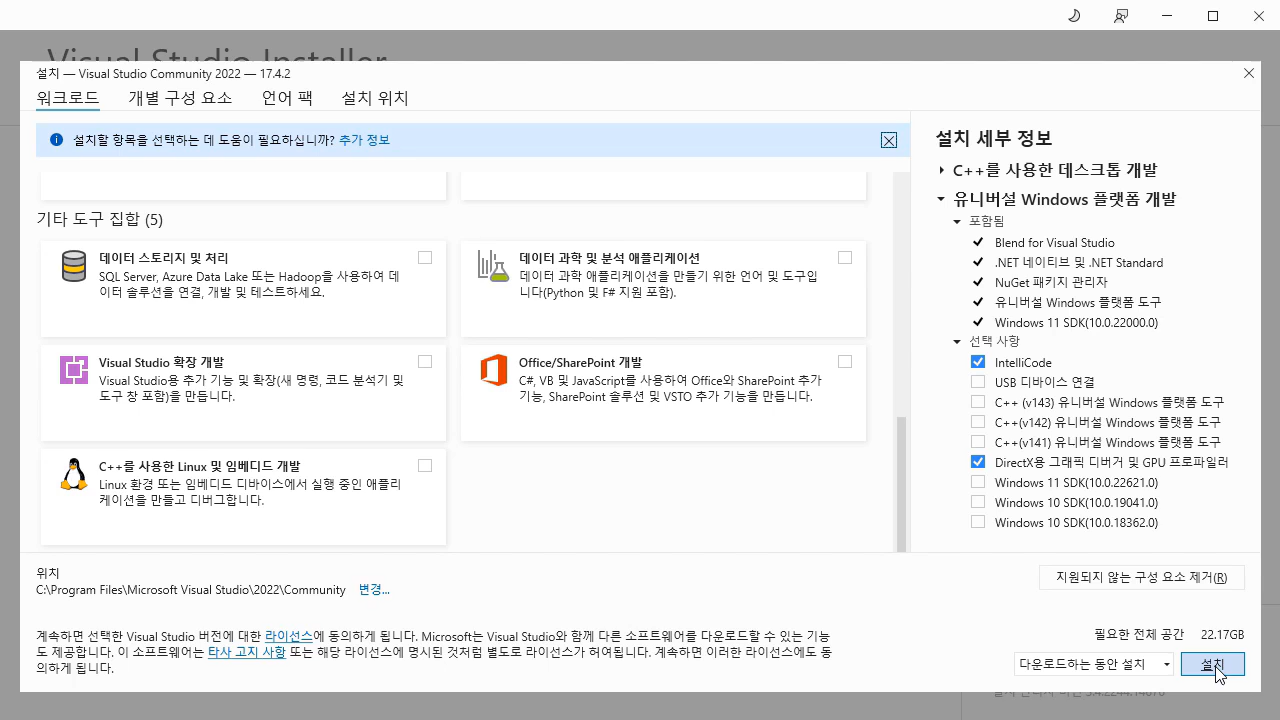 Visual Studio Installer
설치 — Visual Studio Community 2022 — 17.4.2
워크로드 개별 구성 요소 언어 팩 설치 위치
설치할 항목을 선택하는 데 도움이 필요하십니까? 추가 정보
기타 도구 집합 (5)
데이터 스토리지 및 처리
SQL Server, Azure Data Lake 또는 Hadoop을 사용하여 데
이터 솔루션을 연결, 개발 및 테스트하세요.
데이터 과학 및 분석 애플리케이션
데이터 과학 애플리케이션을 만들기 위한 언어 및 도구입
니다(Python 및 F# 지원 포함).
Visual Studio 확장 개발
Visual Studio용 추가 기능 및 확장(새 명령, 코드 분석기 및
도구 창 포함)을 만듭니다.
Office/SharePoint 개발
C#, VB 및 JavaScript를 사용하여 Office와 SharePoint 추가
기능, SharePoint 솔루션 및 VSTO 추가 기능을 만듭니다.
C++를 사용한 Linux 및 임베디드 개발
Linux 환경 또는 임베디드 디바이스에서 실행 중인 애플리
케이션을 만들고 디버그합니다.
설치 세부 정보
C++를 사용한 데스크톱 개발
유니버설 Windows 플랫폼 개발
포함됨
Blend for Visual Studio
.NET 네이티브 및 .NET Standard
NuGet 패키지 관리자
유니버설 Windows 플랫폼 도구
Windows 11 SDK(10.0.22000.0)
선택 사항
IntelliCode
USB 디바이스 연결
C++ (v143) 유니버설 Windows 플랫폼 도구
C++(v142) 유니버설 Windows 플랫폼 도구
C++(v141) 유니버설 Windows 플랫폼 도구
DirectX용 그래픽 디버거 및 GPU 프로파일러
Windows 11 SDK(10.0.22621.0)
Windows 10 SDK(10.0.19041.0)
Windows 10 SDK(10.0.18362.0)
위치
C:\Program Files\Microsoft Visual Studio\2022\Community 변경...
지원되지 않는 구성 요소 제거(R)
계속하면 선택한 Visual Studio 버전에 대한 라이선스에 동의하게 됩니다. Microsoft는 Visual Studio와 함께 다른 소프트웨어를 다운로드할 수 있는 기능
도 제공합니다. 이 소프트웨어는 타사 고지 사항 또는 해당 라이선스에 명시된 것처럼 별도로 라이선스가 허여됩니다. 계속하면 이러한 라이선스에도 동
의하게 됩니다.
필요한 전체 공간 22.17GB
다운로드하는 동안 설치 설치